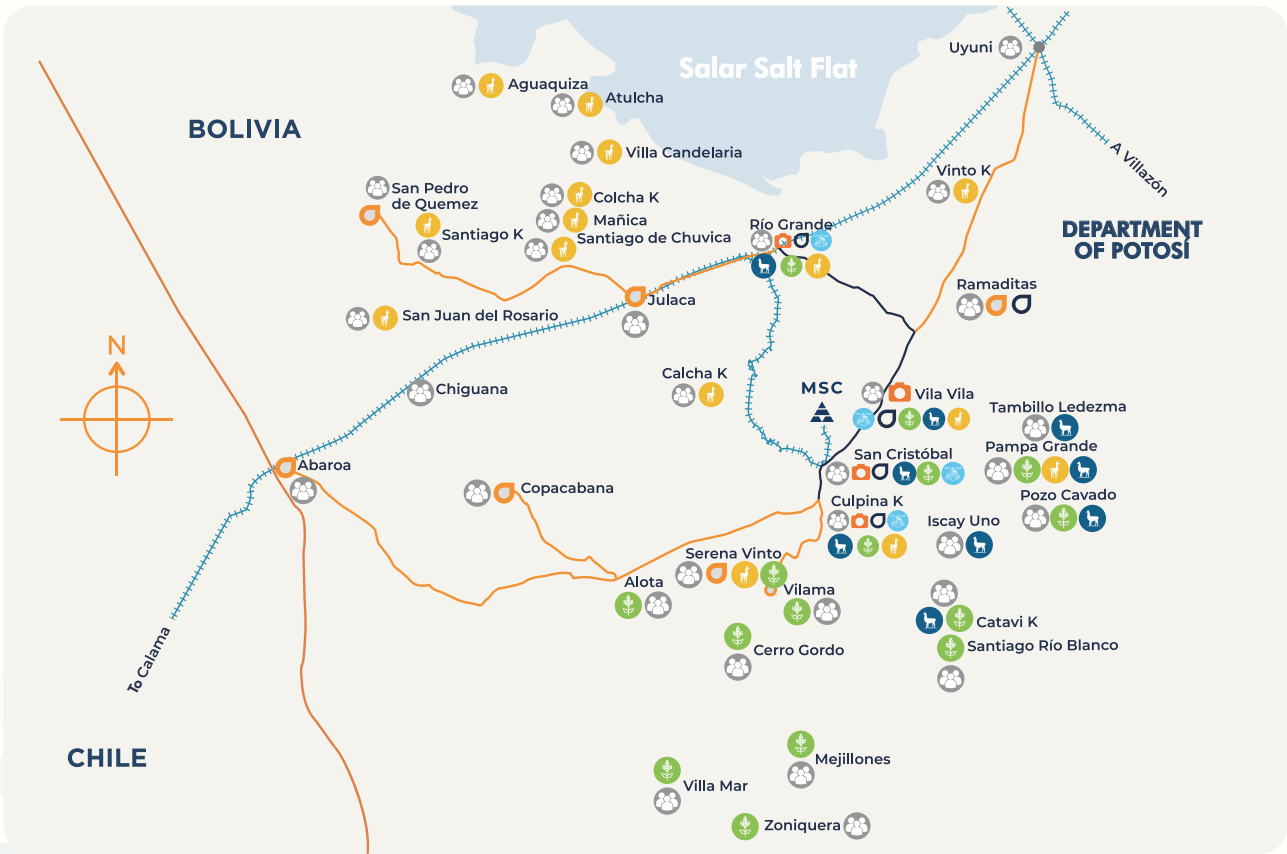 Uyuni
Salar Salt Flat
Aguaquiza
Atulcha
BOLIVIA
Villa Candelaria
A Villazón
Vinto K
San Pedro
de Quemez
Colcha K
Mañica
Santiago K
Santiago de Chuvica
Río Grande
DEPARTMENT
OF POTOSÍ
Ramaditas
Julaca
San Juan del Rosario
N
Calcha K
Chiguana
MSC
Vila Vila
Tambillo Ledezma
Pampa Grande
San Cristóbal
Abaroa
Copacabana
Pozo Cavado
Culpina K
Iscay Uno
Serena Vinto
Alota
Vilama
Catavi K
Santiago Río Blanco
Cerro Gordo
To Calama
CHILE
Mejillones
Villa Mar
Zoniquera